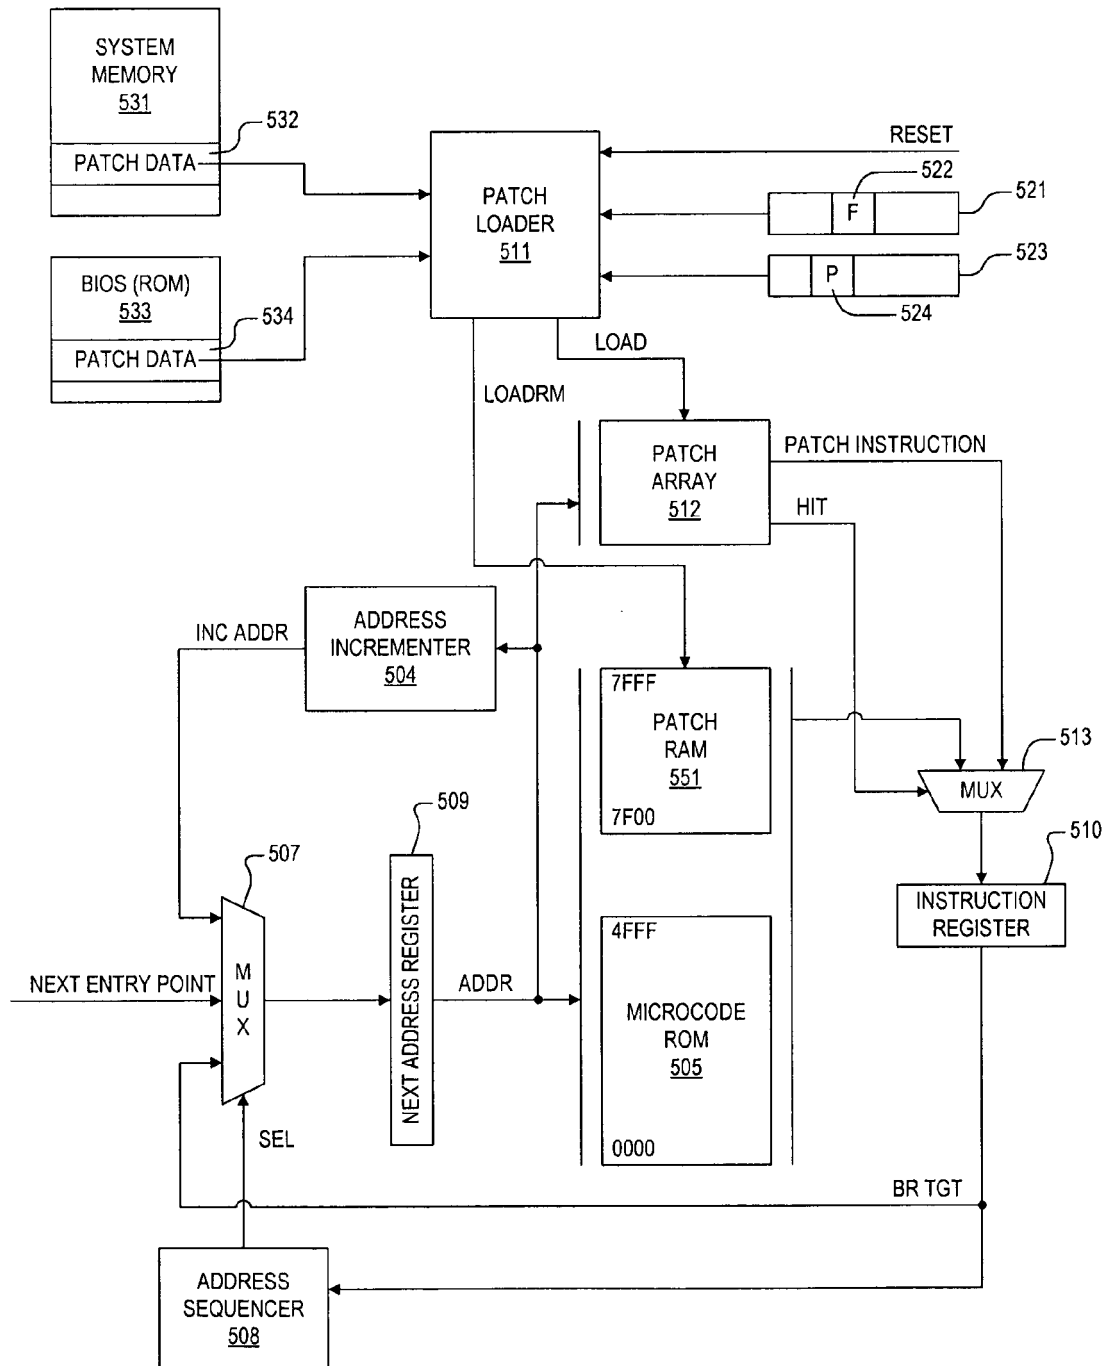 SYSTEM
MEMORY
531
532
PATCH DATA
RESET
522
PATCH
LOADER
511
F
521
BIOS (ROM)
533
523
P
534
524
PATCH DATA
LOAD
LOADRM
PATCH INSTRUCTION
PATCH
ARRAY
512
HIT
INC ADDR
ADDRESS
INCREMENTER
504
7FFF
PATCH
RAM
551
7F00
513
MUX
509
510
507
INSTRUCTION
REGISTER
4FFF
NEXT ENTRY POINT
MUX
NEXT ADDRESS REGISTER
ADDR
MICROCODE
ROM
505
0000
SEL
BR TGT
ADDRESS
SEQUENCER
508